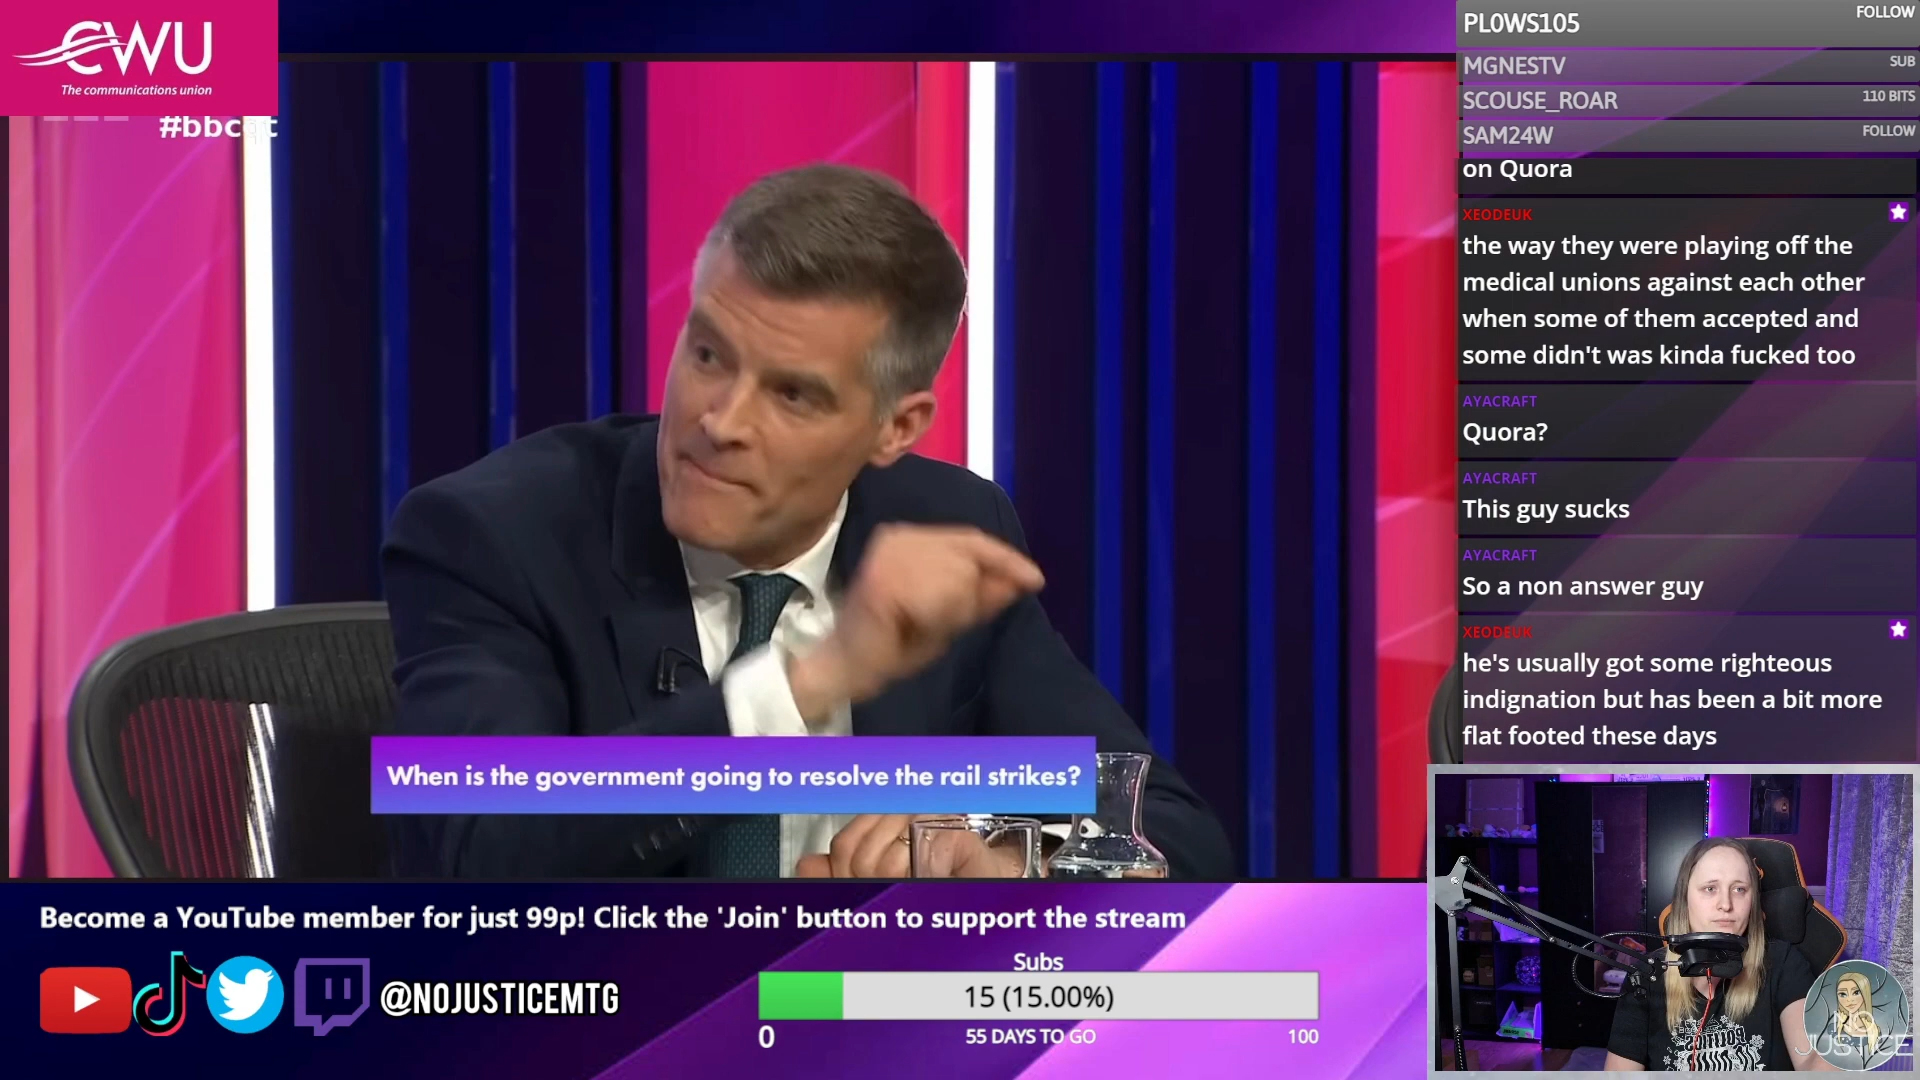 CWU
The communications union
#bbcqt
When is the government going to resolve the rail strikes?
PL0WS105 FOLLOW
MGNESTV SUB
SCOUSE_ROAR 110 BITS
SAM24W FOLLOW
on Quora
XEODEUK
the way they were playing off the
medical unions against each other
when some of them accepted and
some didn't was kinda fucked too
AYACRAFT
Quora?
AYACRAFT
This guy sucks
AYACRAFT
So a non answer guy
XEODEUK
he's usually got some righteous
indignation but has been a bit more
flat footed these days
Become a YouTube member for just 99p! Click the 'Join' button to support the stream
@NOJUSTICEMTG
Subs
15 (15.00%)
0 55 DAYS TO GO 100
NO
JUSTICE